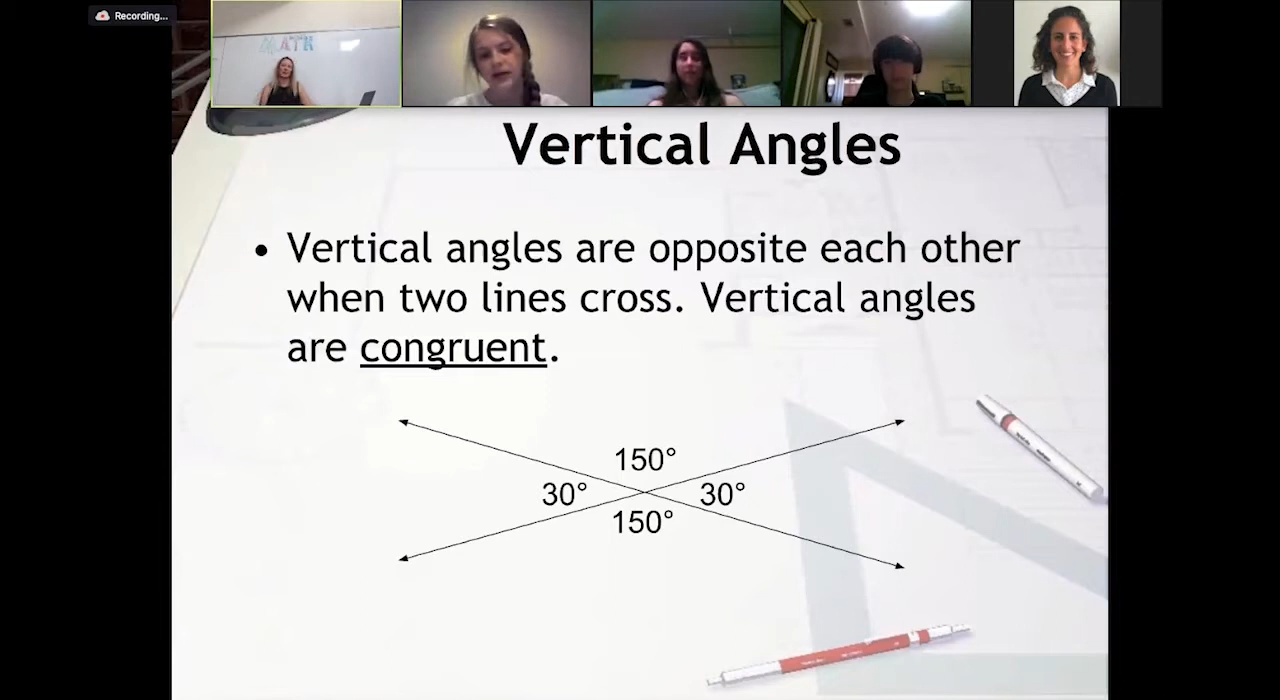 Recording...
MATH
Vertical Angles
• Vertical angles are opposite each other
when two lines cross. Vertical angles
are congruent.
150°
30° 30°
150°